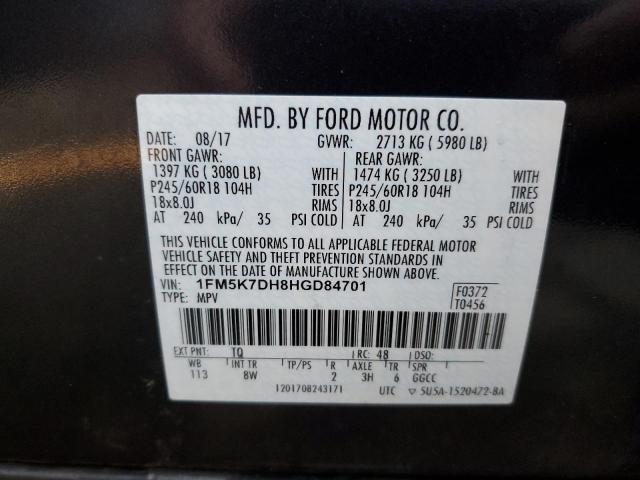 MFD. BY FORD MOTOR CO.
DATE: 08/17 GVWR: 2713 KG ( 5980 LB)
FRONT GAWR: REAR GAWR:
1397 KG ( 3080 LB) WITH 1474 KG ( 3250 LB) WITH
P245/60R18 104H TIRES P245/60R18 104H TIRES
18x8.0J RIMS 18x8.0J RIMS
AT 240 kPa/ 35 PSI COLD AT 240 kPa/ 35 PSI COLD
THIS VEHICLE CONFORMS TO ALL APPLICABLE FEDERAL MOTOR
VEHICLE SAFETY AND THEFT PREVENTION STANDARDS IN
EFFECT ON THE DATE OF MANUFACTURE SHOWN ABOVE.
VIN: 1FM5K7DH8HGD84701 F0372
TYPE: MPV T0456
EXT PNT: TQ RC: 48 DSO:
WB INT TR TP/PS R AXLE TR SPR
113 8W 2 3H 6 GGCC
1201708243171 UTC ▽ 5U5A-1520472-BA